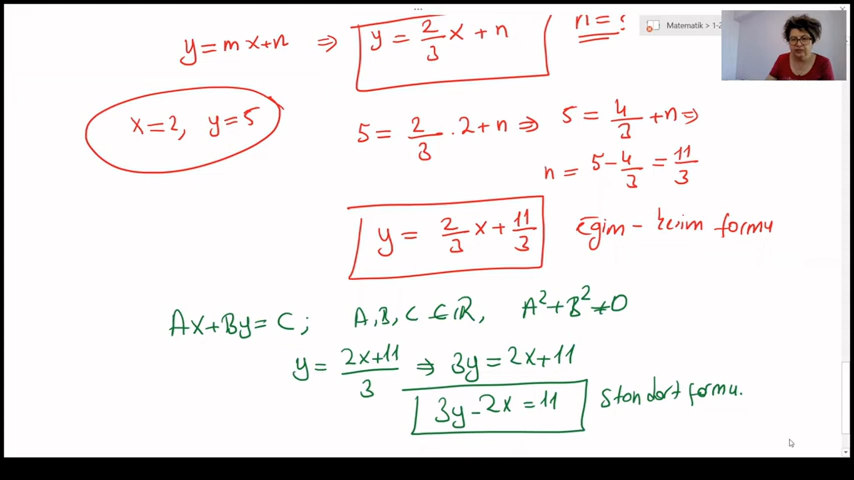 y = mx+n ⇒ y = 2/3 x + n n = ?
Matematik > 1-2
x=2, y=5 5 = 2/3 . 2 + n ⇒ 5 = 4/3 + n ⇒
n = 5 - 4/3 = 11/3
y = 2/3 x + 11/3 Eğim - kesim formu
Ax+By = C ; A, B, C ∈ ℝ, A² + B² ≠ 0
y = 2x+11/3 ⇒ 3y = 2x+11
3y - 2x = 11 standart formu.